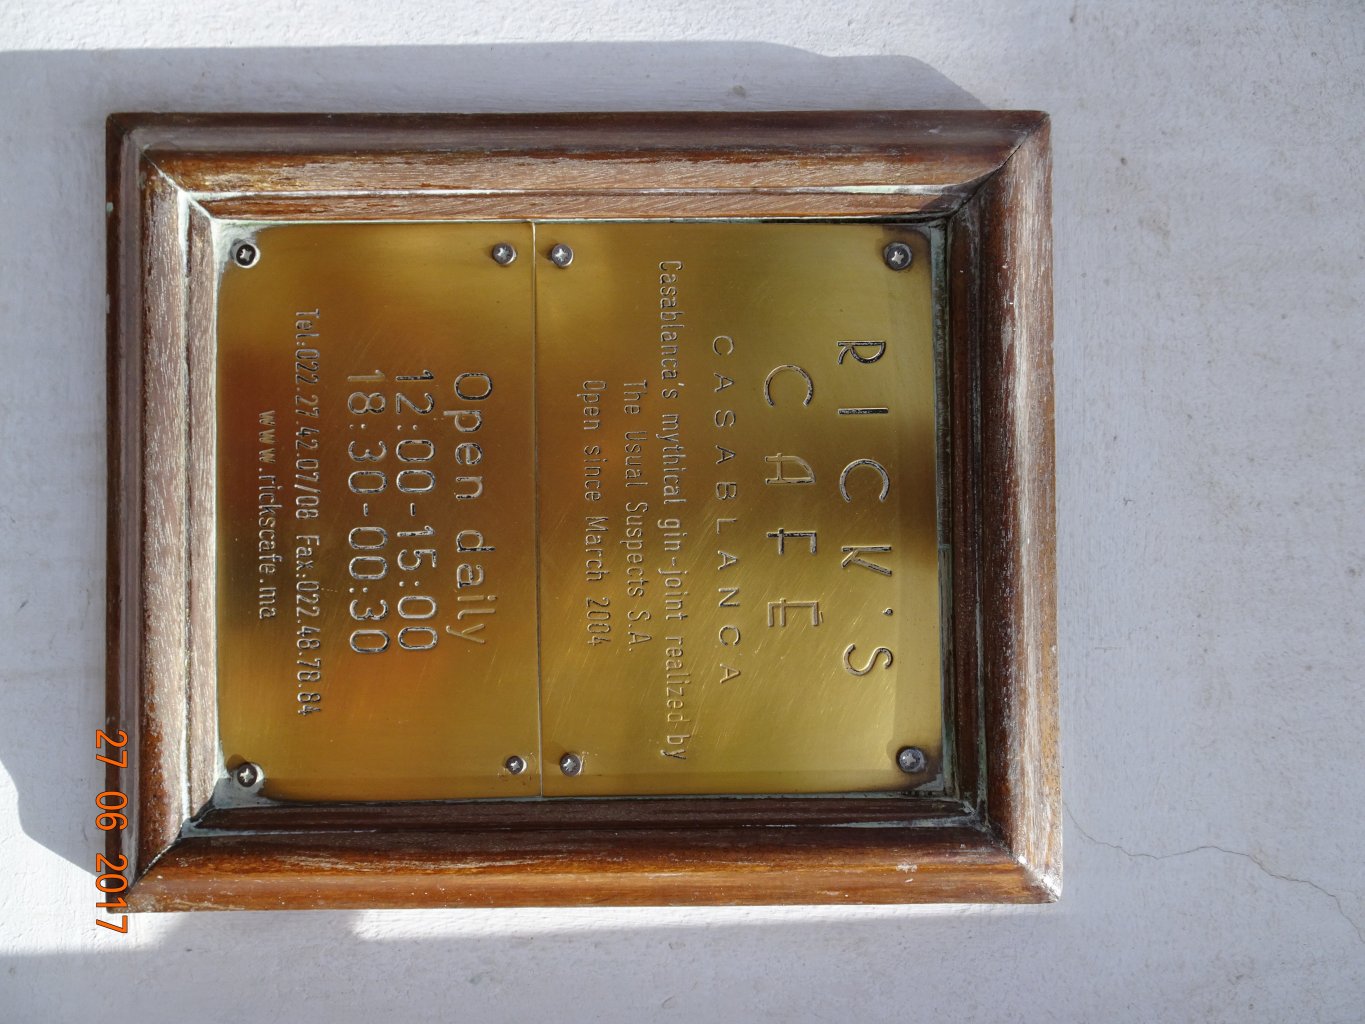 RICK'S
CAFE
CASABLANCA
Casablanca's mythical gin-joint realized by
The Usual Suspects S.A.
Open since March 2004
Open daily
12:00-15:00
18:30-00:30
Tel:022.27.42.07/08 Fax:022.48.78.84
www.rickscafe.ma
27 06 2017